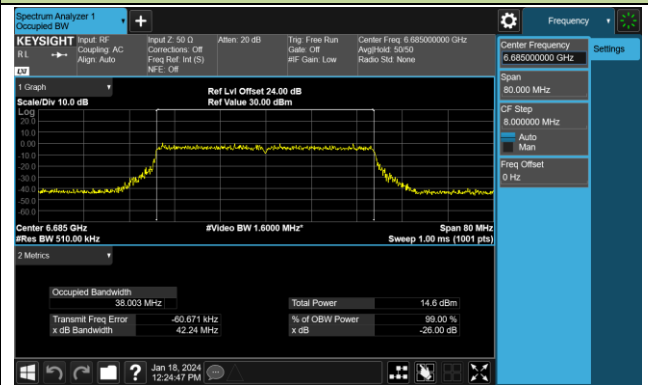 Spectrum Analyzer 1
Occupied BW
Frequency
KEYSIGHT
RL
LXI
Input: RF
Coupling: AC
Align: Auto
Input Z: 50 Ω
Corrections: Off
Freq Ref: Int (S)
NFE: Off
Atten: 20 dB
Trig: Free Run
Gate: Off
#IF Gain: Low
Center Freq: 6.685000000 GHz
Avg|Hold: 50/50
Radio Std: None
Center Frequency
6.685000000 GHz
Settings
Span
80.000 MHz
CF Step
8.000000 MHz
Auto
Man
Freq Offset
0 Hz
1 Graph
Scale/Div 10.0 dB
Ref Lvl Offset 24.00 dB
Ref Value 30.00 dBm
Log
20.0
10.0
0.00
-10.0
-20.0
-30.0
-40.0
-50.0
-60.0
Center 6.685 GHz
#Video BW 1.6000 MHz*
Span 80 MHz
#Res BW 510.00 kHz
Sweep 1.00 ms (1001 pts)
2 Metrics
Occupied Bandwidth
38.003 MHz
Total Power 14.6 dBm
Transmit Freq Error -60.671 kHz
% of OBW Power 99.00 %
x dB Bandwidth 42.24 MHz
x dB -26.00 dB
Jan 18, 2024
12:24:47 PM